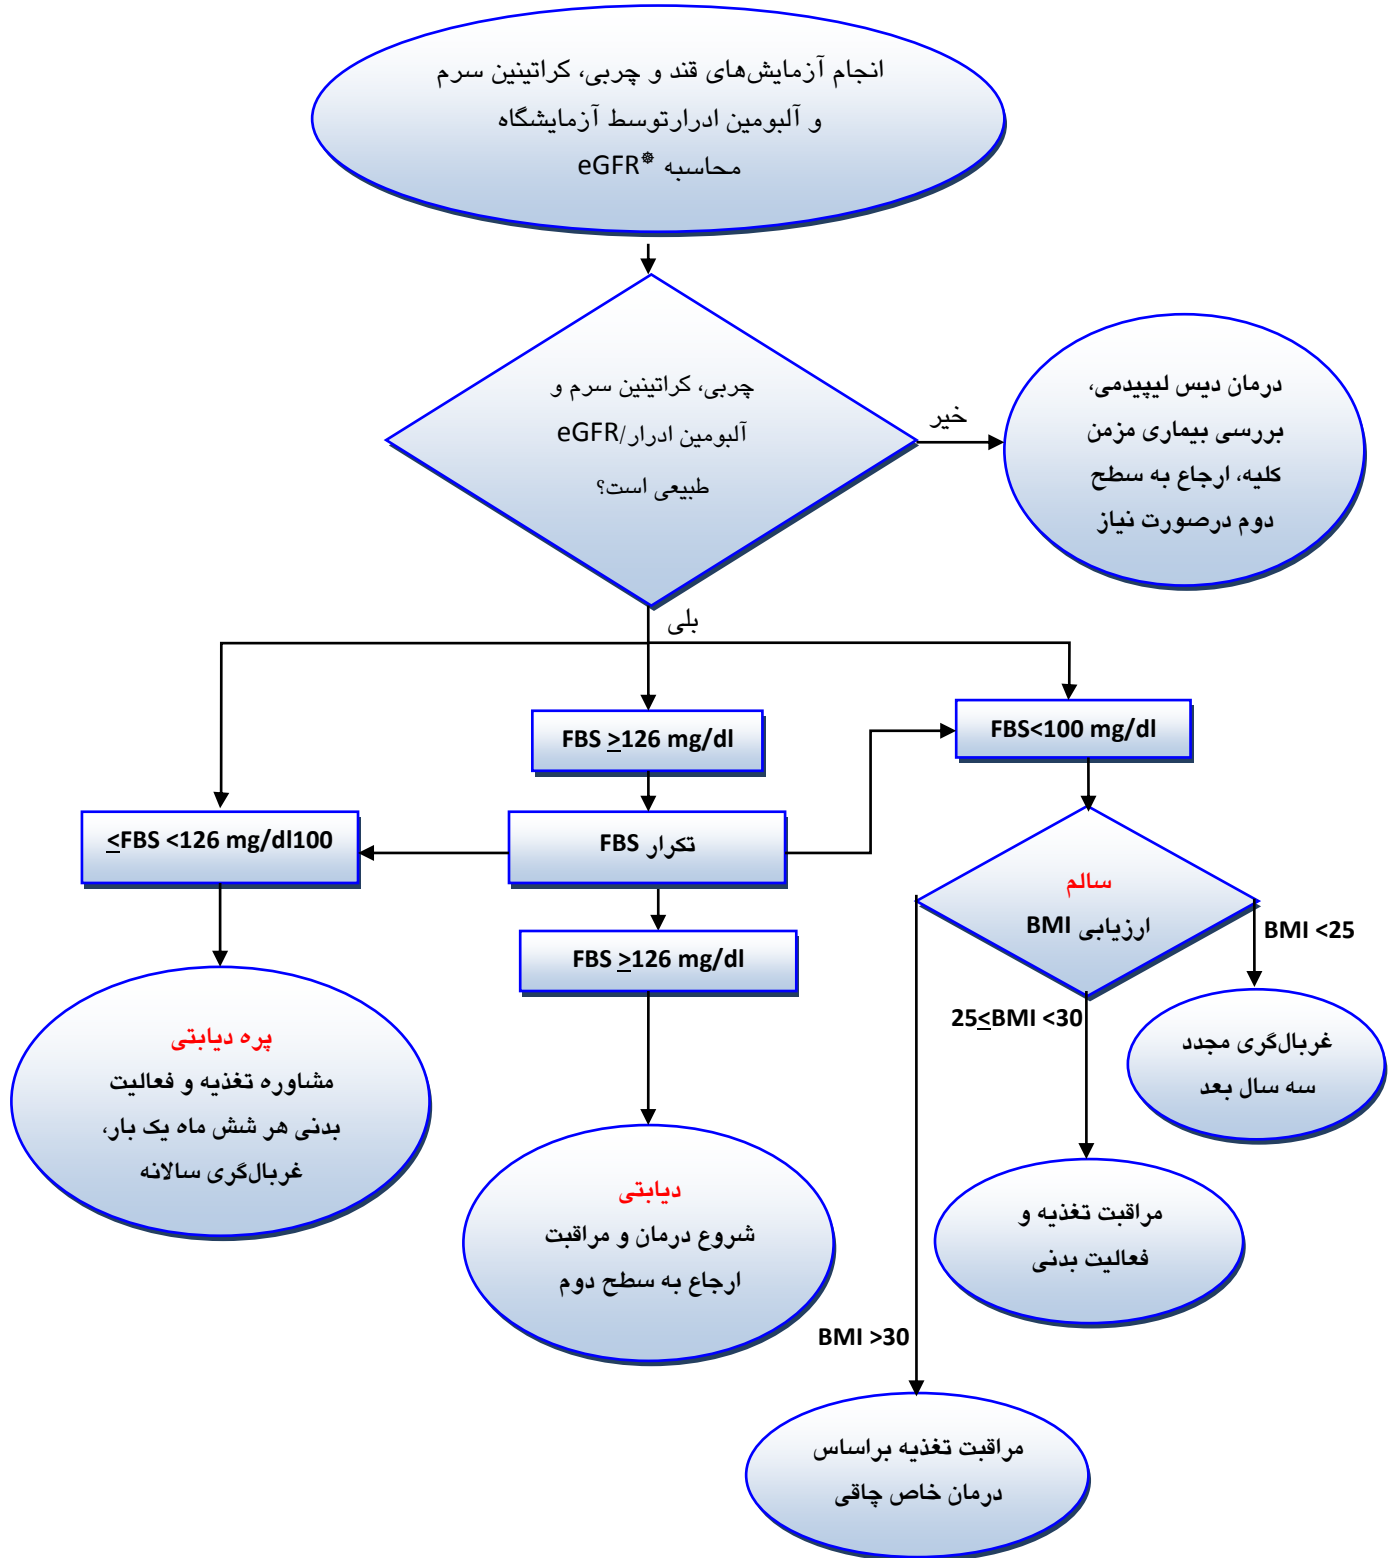 انجام آزمایش‌های قند و چربی، کراتینین سرم
و آلبومین ادرارتوسط آزمایشگاه
محاسبه eGFR*
چربی، کراتینین سرم و
آلبومین ادرار/eGFR
طبیعی است؟
خیر
درمان دیس لیپیدمی،
بررسی بیماری مزمن
کلیه، ارجاع به سطح
دوم درصورت نیاز
بلی
FBS ≥126 mg/dl
FBS<100 mg/dl
≤FBS <126 mg/dl100
تکرار FBS
سالم
ارزیابی BMI
BMI <25
FBS ≥126 mg/dl
25≤BMI <30
غربال‌گری مجدد
سه سال بعد
پره دیابتی
مشاوره تغذیه و فعالیت
بدنی هر شش ماه یک بار،
غربال‌گری سالانه
دیابتی
شروع درمان و مراقبت
ارجاع به سطح دوم
مراقبت تغذیه و
فعالیت بدنی
BMI >30
مراقبت تغذیه براساس
درمان خاص چاقی